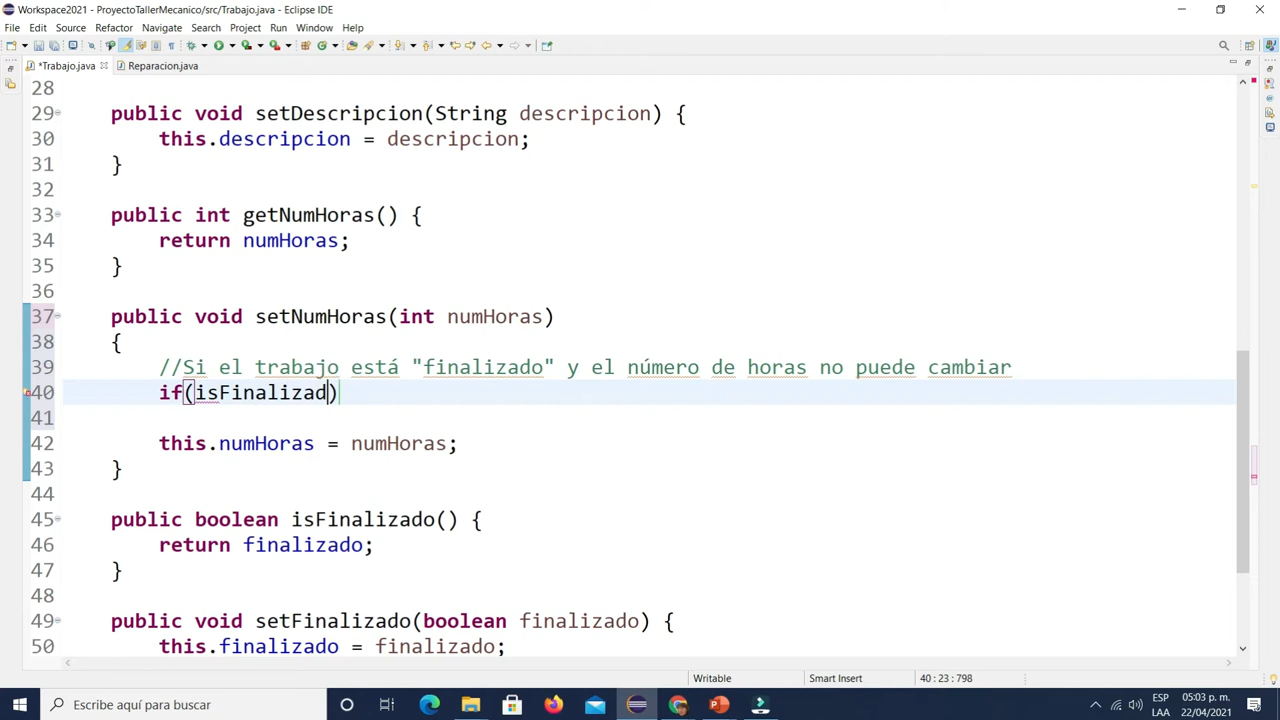 Workspace2021 - ProyectoTallerMecanico/src/Trabajo.java - Eclipse IDE
File Edit Source Refactor Navigate Search Project Run Window Help
*Trabajo.java Reparacion.java
28
29 public void setDescripcion(String descripcion) {
30 this.descripcion = descripcion;
31 }
32
33 public int getNumHoras() {
34 return numHoras;
35 }
36
37 public void setNumHoras(int numHoras)
38 {
39 //Si el trabajo está "finalizado" y el número de horas no puede cambiar
40 if(isFinalizad)
41
42 this.numHoras = numHoras;
43 }
44
45 public boolean isFinalizado() {
46 return finalizado;
47 }
48
49 public void setFinalizado(boolean finalizado) {
50 this.finalizado = finalizado;
Writable Smart Insert 40 : 23 : 798
Escribe aquí para buscar
ESP 05:03 p. m.
LAA 22/04/2021